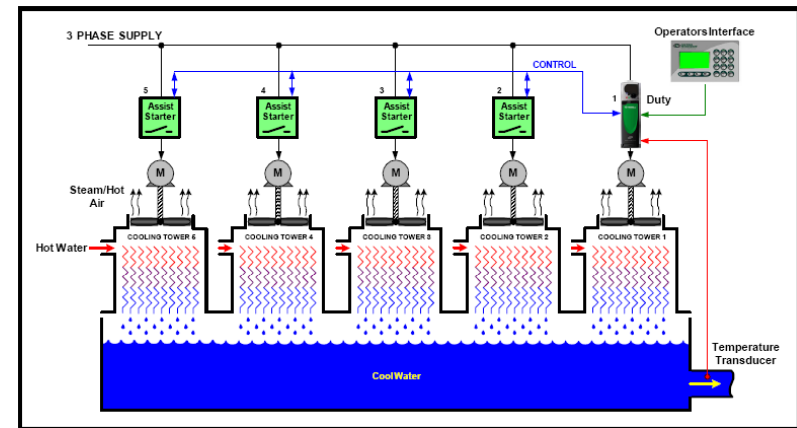 3 PHASE SUPPLY
Operators Interface
CONTROL
5
4
3
2
1
Duty
Assist
Starter
Assist
Starter
Assist
Starter
Assist
Starter
M
M
M
M
M
Steam/Hot
Air
Hot Water
COOLING TOWER 5
COOLING TOWER 4
COOLING TOWER 3
COOLING TOWER 2
COOLING TOWER 1
Temperature
Transducer
Cool Water